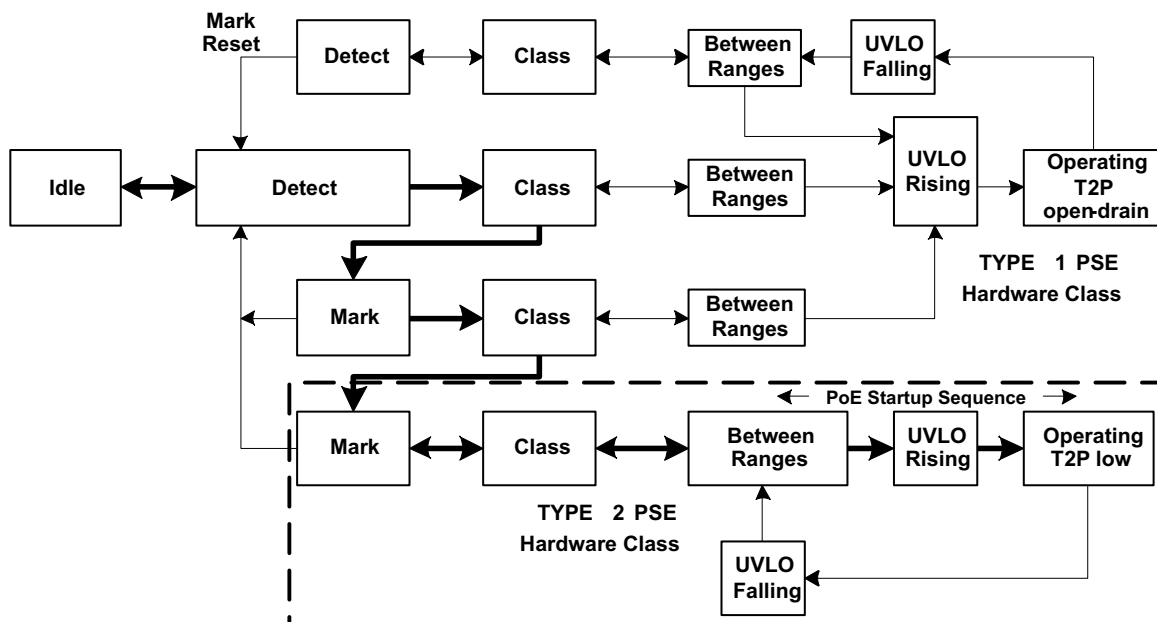 Mark
Reset
Detect
Class
Between
Ranges
UVLO
Falling
Idle
Detect
Class
Between
Ranges
UVLO
Rising
Operating
T2P
open-drain
TYPE 1 PSE
Hardware Class
Mark
Class
Between
Ranges
PoE Startup Sequence
Mark
Class
Between
Ranges
UVLO
Rising
Operating
T2P low
TYPE 2 PSE
Hardware Class
UVLO
Falling